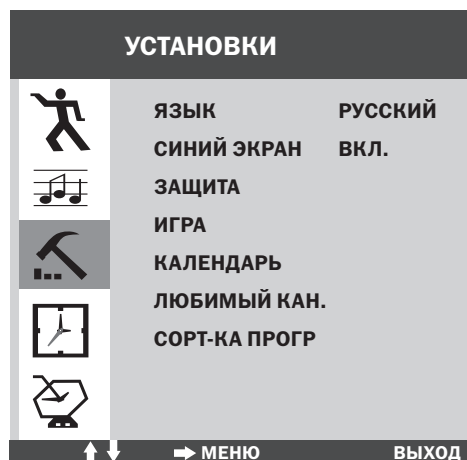 УСТАНОВКИ
ЯЗЫК РУССКИЙ
СИНИЙ ЭКРАН ВКЛ.
ЗАЩИТА
ИГРА
КАЛЕНДАРЬ
ЛЮБИМЫЙ КАН.
СОРТ-КА ПРОГР
МЕНЮ ВЫХОД